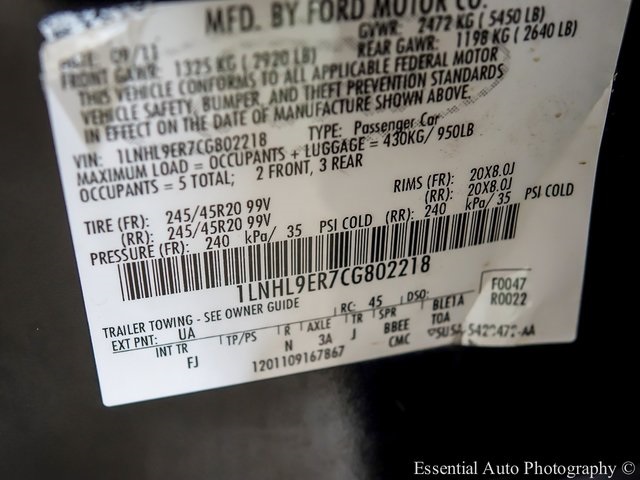 MFD. BY FORD MOTOR CO.
DATE: 09/11 GVWR: 2472 KG (5450 LB)
FRONT GAWR: 1325 KG (2920 LB) REAR GAWR: 1198 KG (2640 LB)
THIS VEHICLE CONFORMS TO ALL APPLICABLE FEDERAL MOTOR
VEHICLE SAFETY, BUMPER, AND THEFT PREVENTION STANDARDS
IN EFFECT ON THE DATE OF MANUFACTURE SHOWN ABOVE.
VIN: 1LNHL9ER7CG802218 TYPE: Passenger Car
MAXIMUM LOAD = OCCUPANTS + LUGGAGE = 430KG/ 950LB
OCCUPANTS = 5 TOTAL; 2 FRONT, 3 REAR
TIRE (FR): 245/45R20 99V RIMS (FR): 20X8.0J
(RR): 245/45R20 99V (RR): 20X8.0J
PRESSURE (FR): 240 kPa/ 35 PSI COLD (RR): 240 kPa/ 35 PSI COLD
1LNHL9ER7CG802218
F0047
R0022
TRAILER TOWING - SEE OWNER GUIDE RC: 45 DSO:
EXT PNT: UA TP/PS R AXLE TR SPR BLE1A
INT TR FJ N 3A J BBEE TOA
1201109167867 CMC
Essential Auto Photography ©